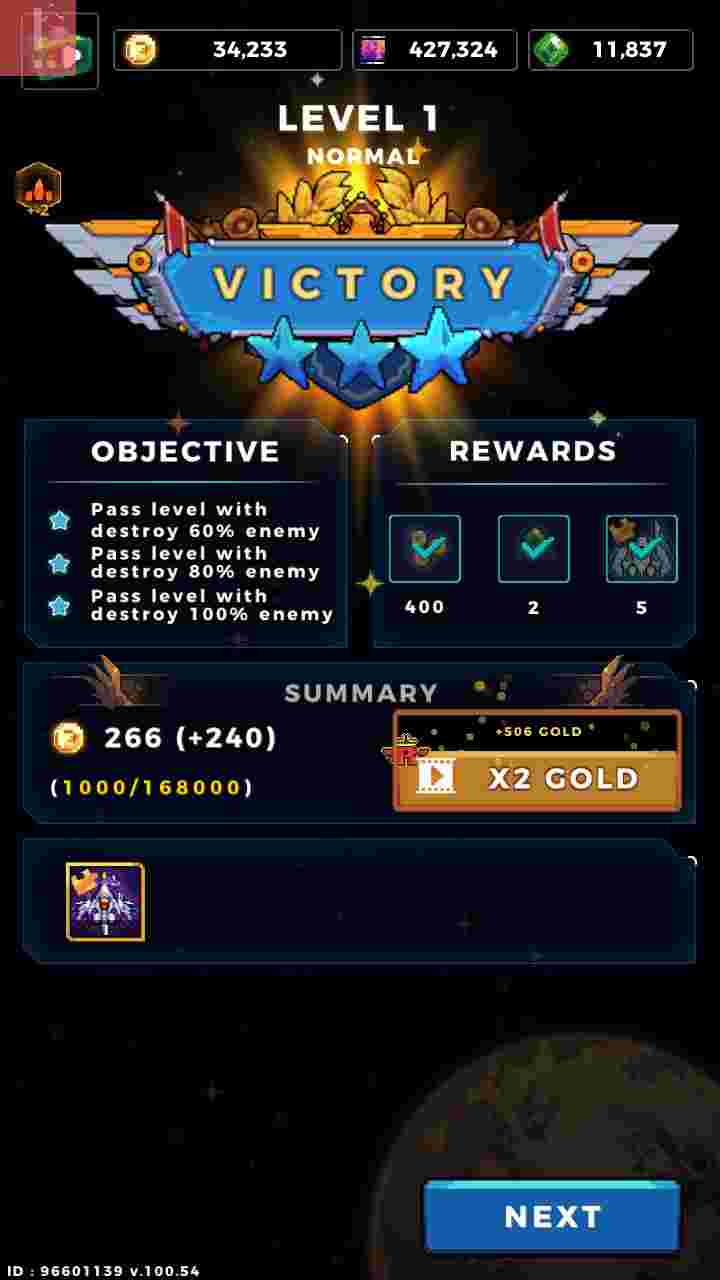 34,233
427,324
11,837
LEVEL 1
NORMAL
+2
VICTORY
OBJECTIVE
Pass level with
destroy 60% enemy
Pass level with
destroy 80% enemy
Pass level with
destroy 100% enemy
REWARDS
400
2
5
SUMMARY
266 (+240)
(1000/168000)
+506 GOLD
X2 GOLD
NEXT
ID : 96601139 v.100.54